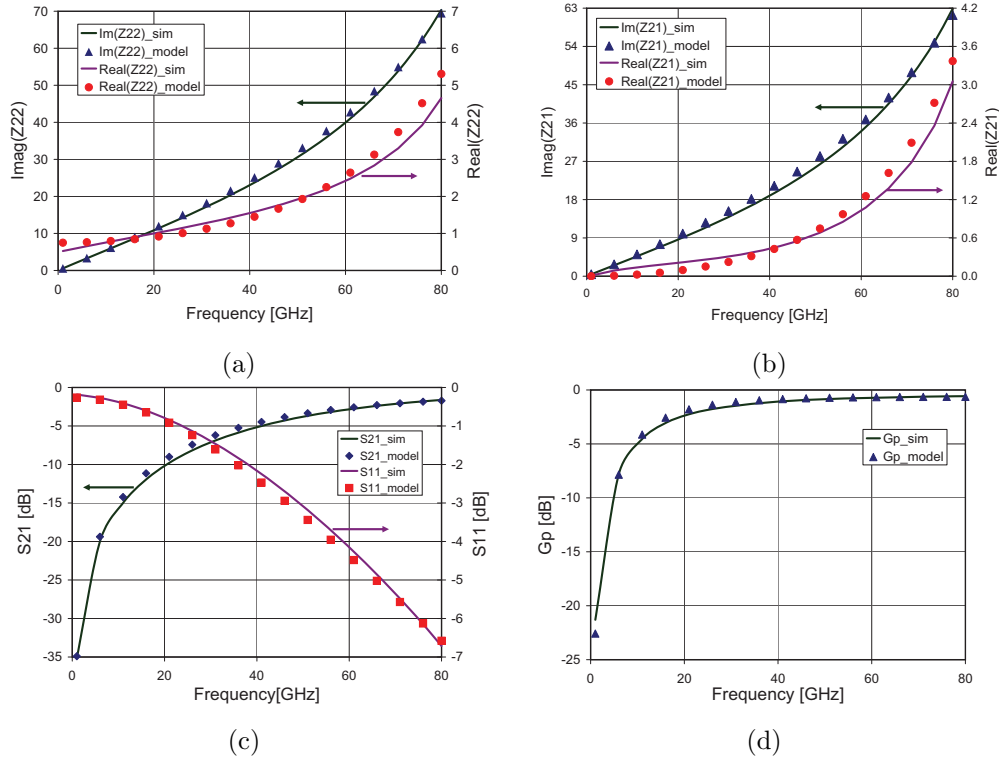 70
60
50
40
30
20
10
0
Imag(Z22)
7
6
5
4
3
2
1
0
Real(Z22)
Im(Z22)_sim
Im(Z22)_model
Real(Z22)_sim
Real(Z22)_model
0 20 40 60 80
Frequency [GHz]
(a)
63
54
45
36
27
18
9
0
Imag(Z21)
4.2
3.6
3.0
2.4
1.8
1.2
0.6
0.0
Real(Z21)
Im(Z21)_sim
Im(Z21)_model
Real(Z21)_sim
Real(Z21)_model
0 20 40 60 80
Frequency [GHz]
(b)
0
-5
-10
-15
-20
-25
-30
-35
S21 [dB]
0
-1
-2
-3
-4
-5
-6
-7
S11 [dB]
S21_sim
S21_model
S11_sim
S11_model
0 20 40 60 80
Frequency[GHz]
(c)
0
-5
-10
-15
-20
-25
Gp [dB]
Gp_sim
Gp_model
0 20 40 60 80
Frequency [GHz]
(d)